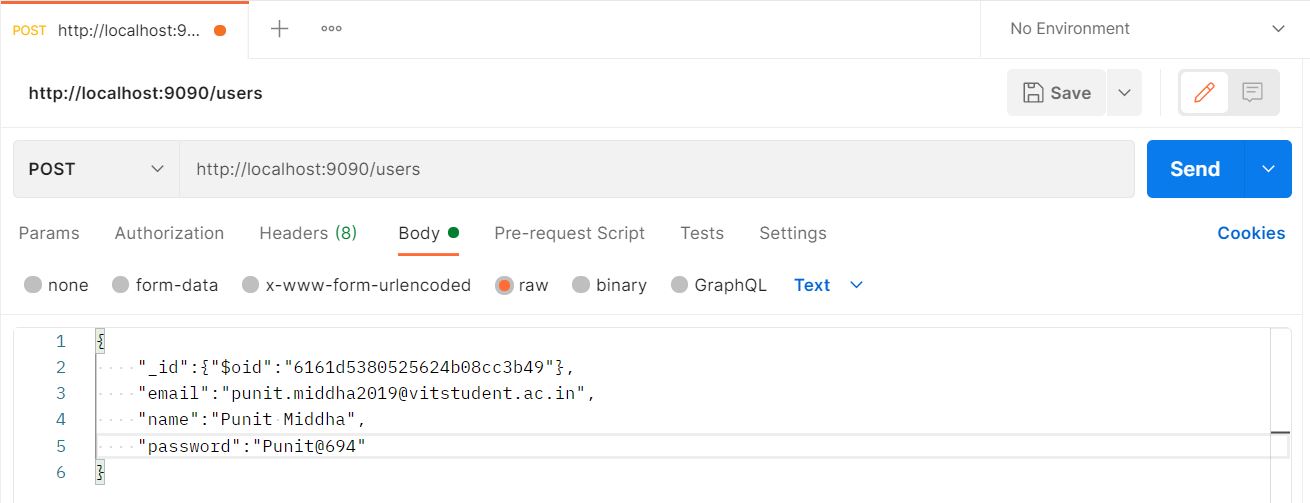 POST http://localhost:9... No Environment
http://localhost:9090/users Save
POST http://localhost:9090/users Send
Params Authorization Headers (8) Body Pre-request Script Tests Settings Cookies
none form-data x-www-form-urlencoded raw binary GraphQL Text
1 {
2 "_id":{"$oid":"6161d5380525624b08cc3b49"},
3 "email":"punit.middha2019@vitstudent.ac.in",
4 "name":"Punit Middha",
5 "password":"Punit@694"
6 }